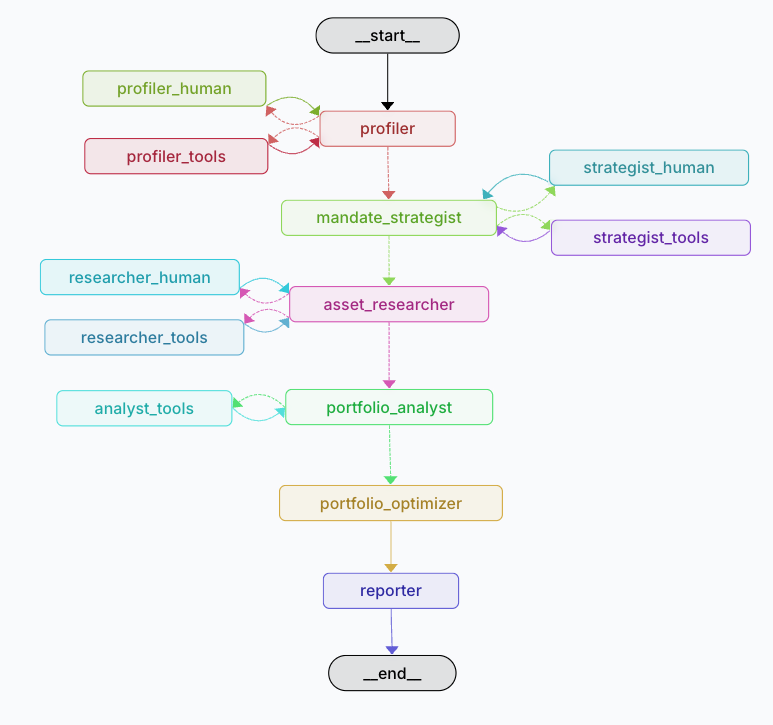 __start__
profiler_human
profiler
profiler_tools
strategist_human
mandate_strategist
strategist_tools
researcher_human
asset_researcher
researcher_tools
analyst_tools
portfolio_analyst
portfolio_optimizer
reporter
__end__